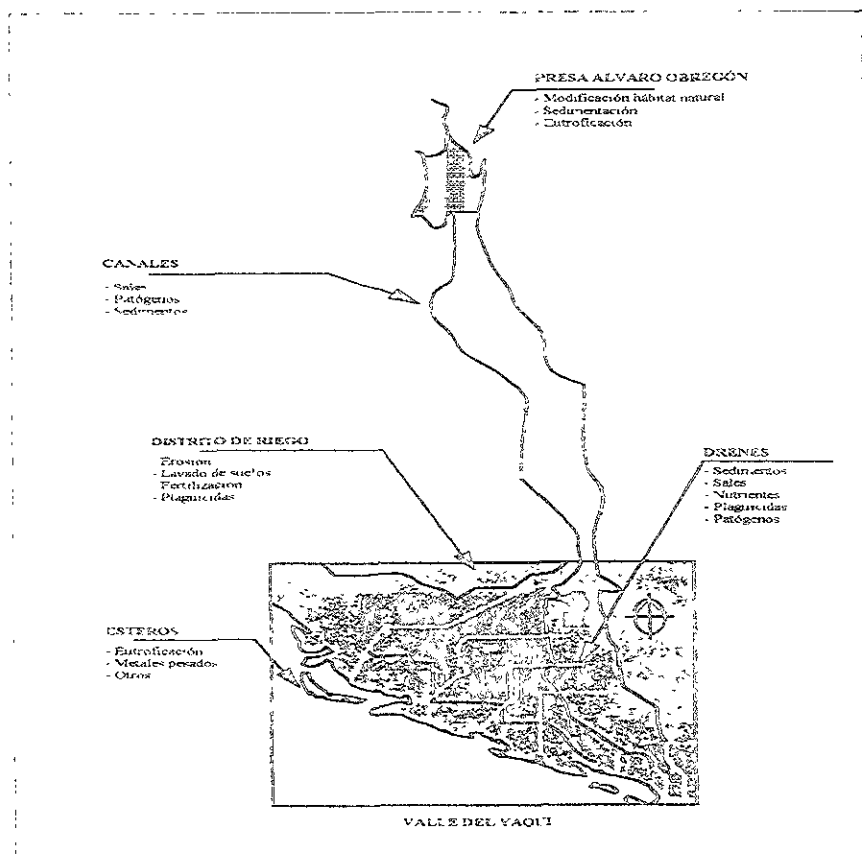 PRESA ALVARO OBREGÓN
- Modificación hábitat natural
- Sedimentación
- Eutroficación
CANALES
- Sales
- Patógenos
- Sedimentos
DISTRITO DE RIEGO
Erosión
- Lavado de suelos
Fertilización
- Plaguicidas
DRENES
- Sedimentos
- Sales
- Nutrientes
- Plaguicidas
- Patógenos
ESTEROS
- Eutroficación
- Metales pesados
- Otros
VALLE DEL YAQUI